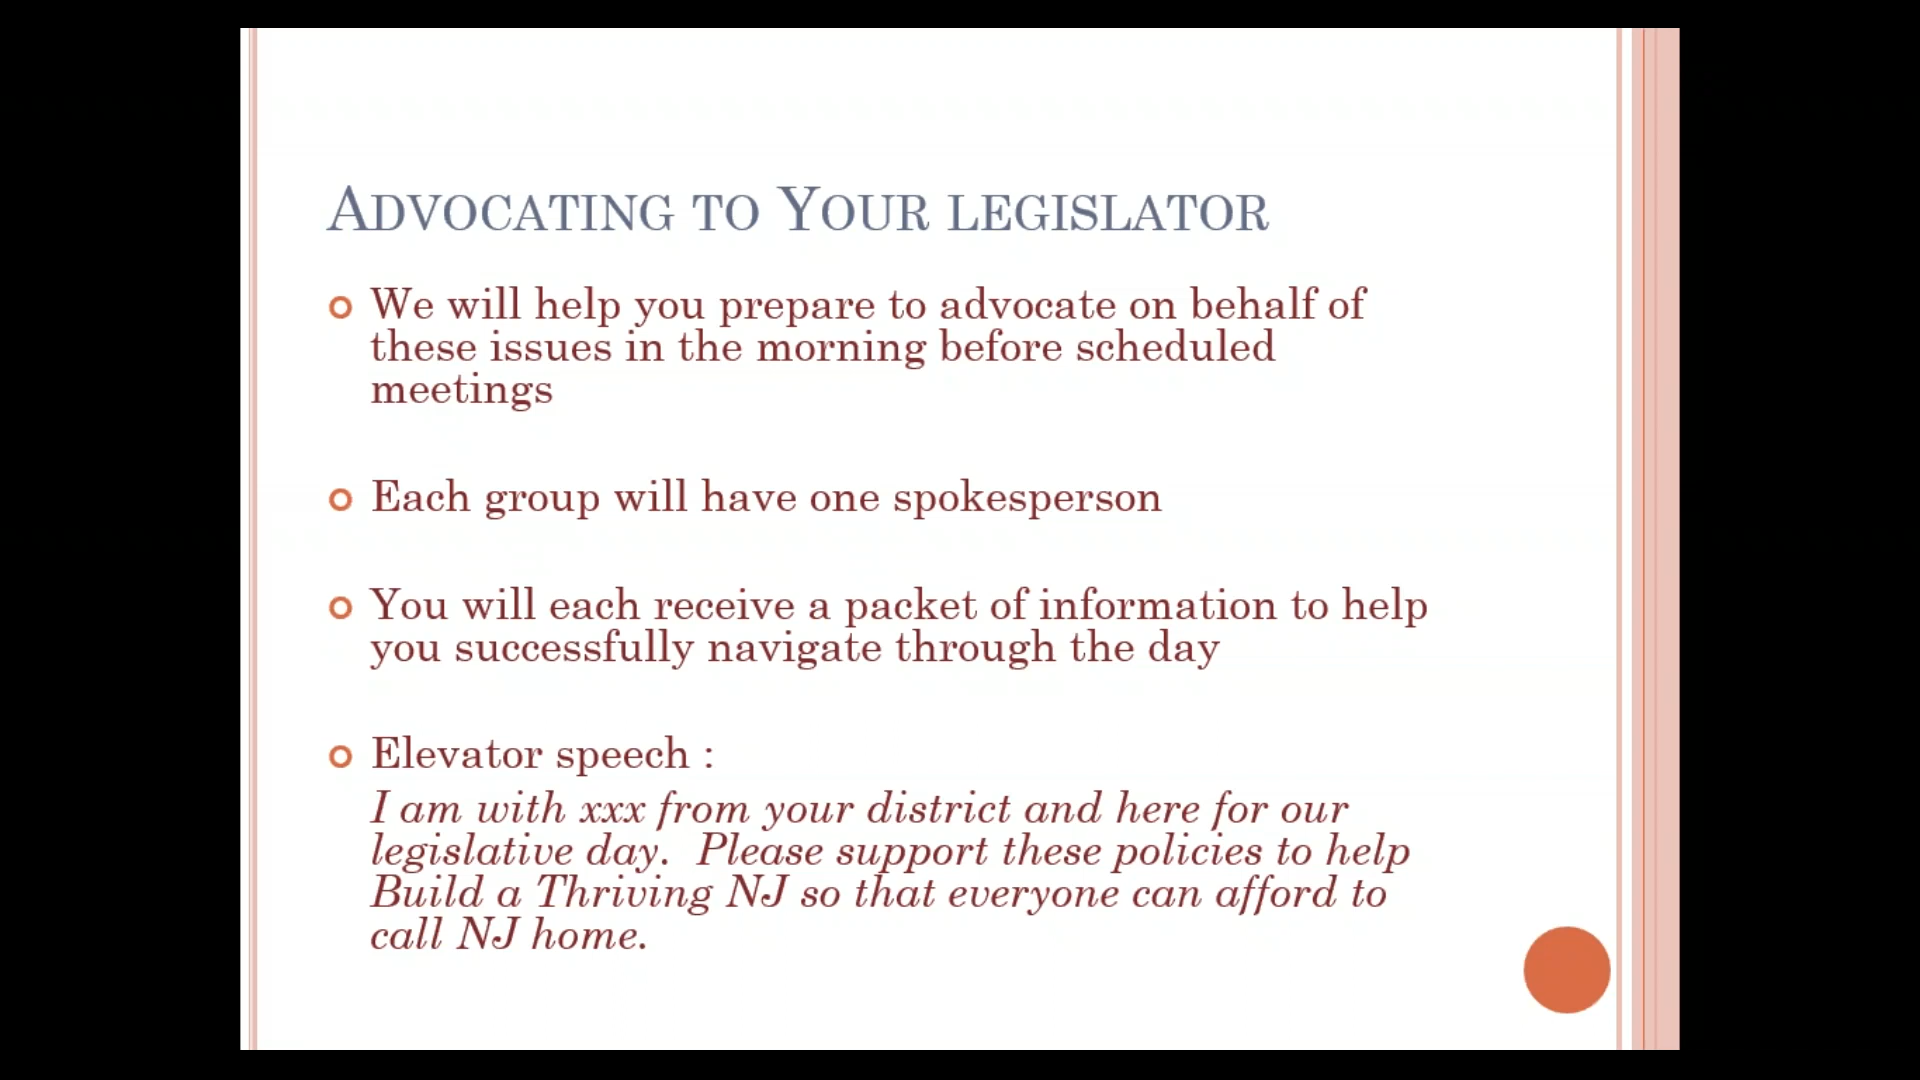 Advocating to Your legislator
We will help you prepare to advocate on behalf of
these issues in the morning before scheduled
meetings
Each group will have one spokesperson
You will each receive a packet of information to help
you successfully navigate through the day
Elevator speech :
I am with xxx from your district and here for our
legislative day.  Please support these policies to help
Build a Thriving NJ so that everyone can afford to
call NJ home.